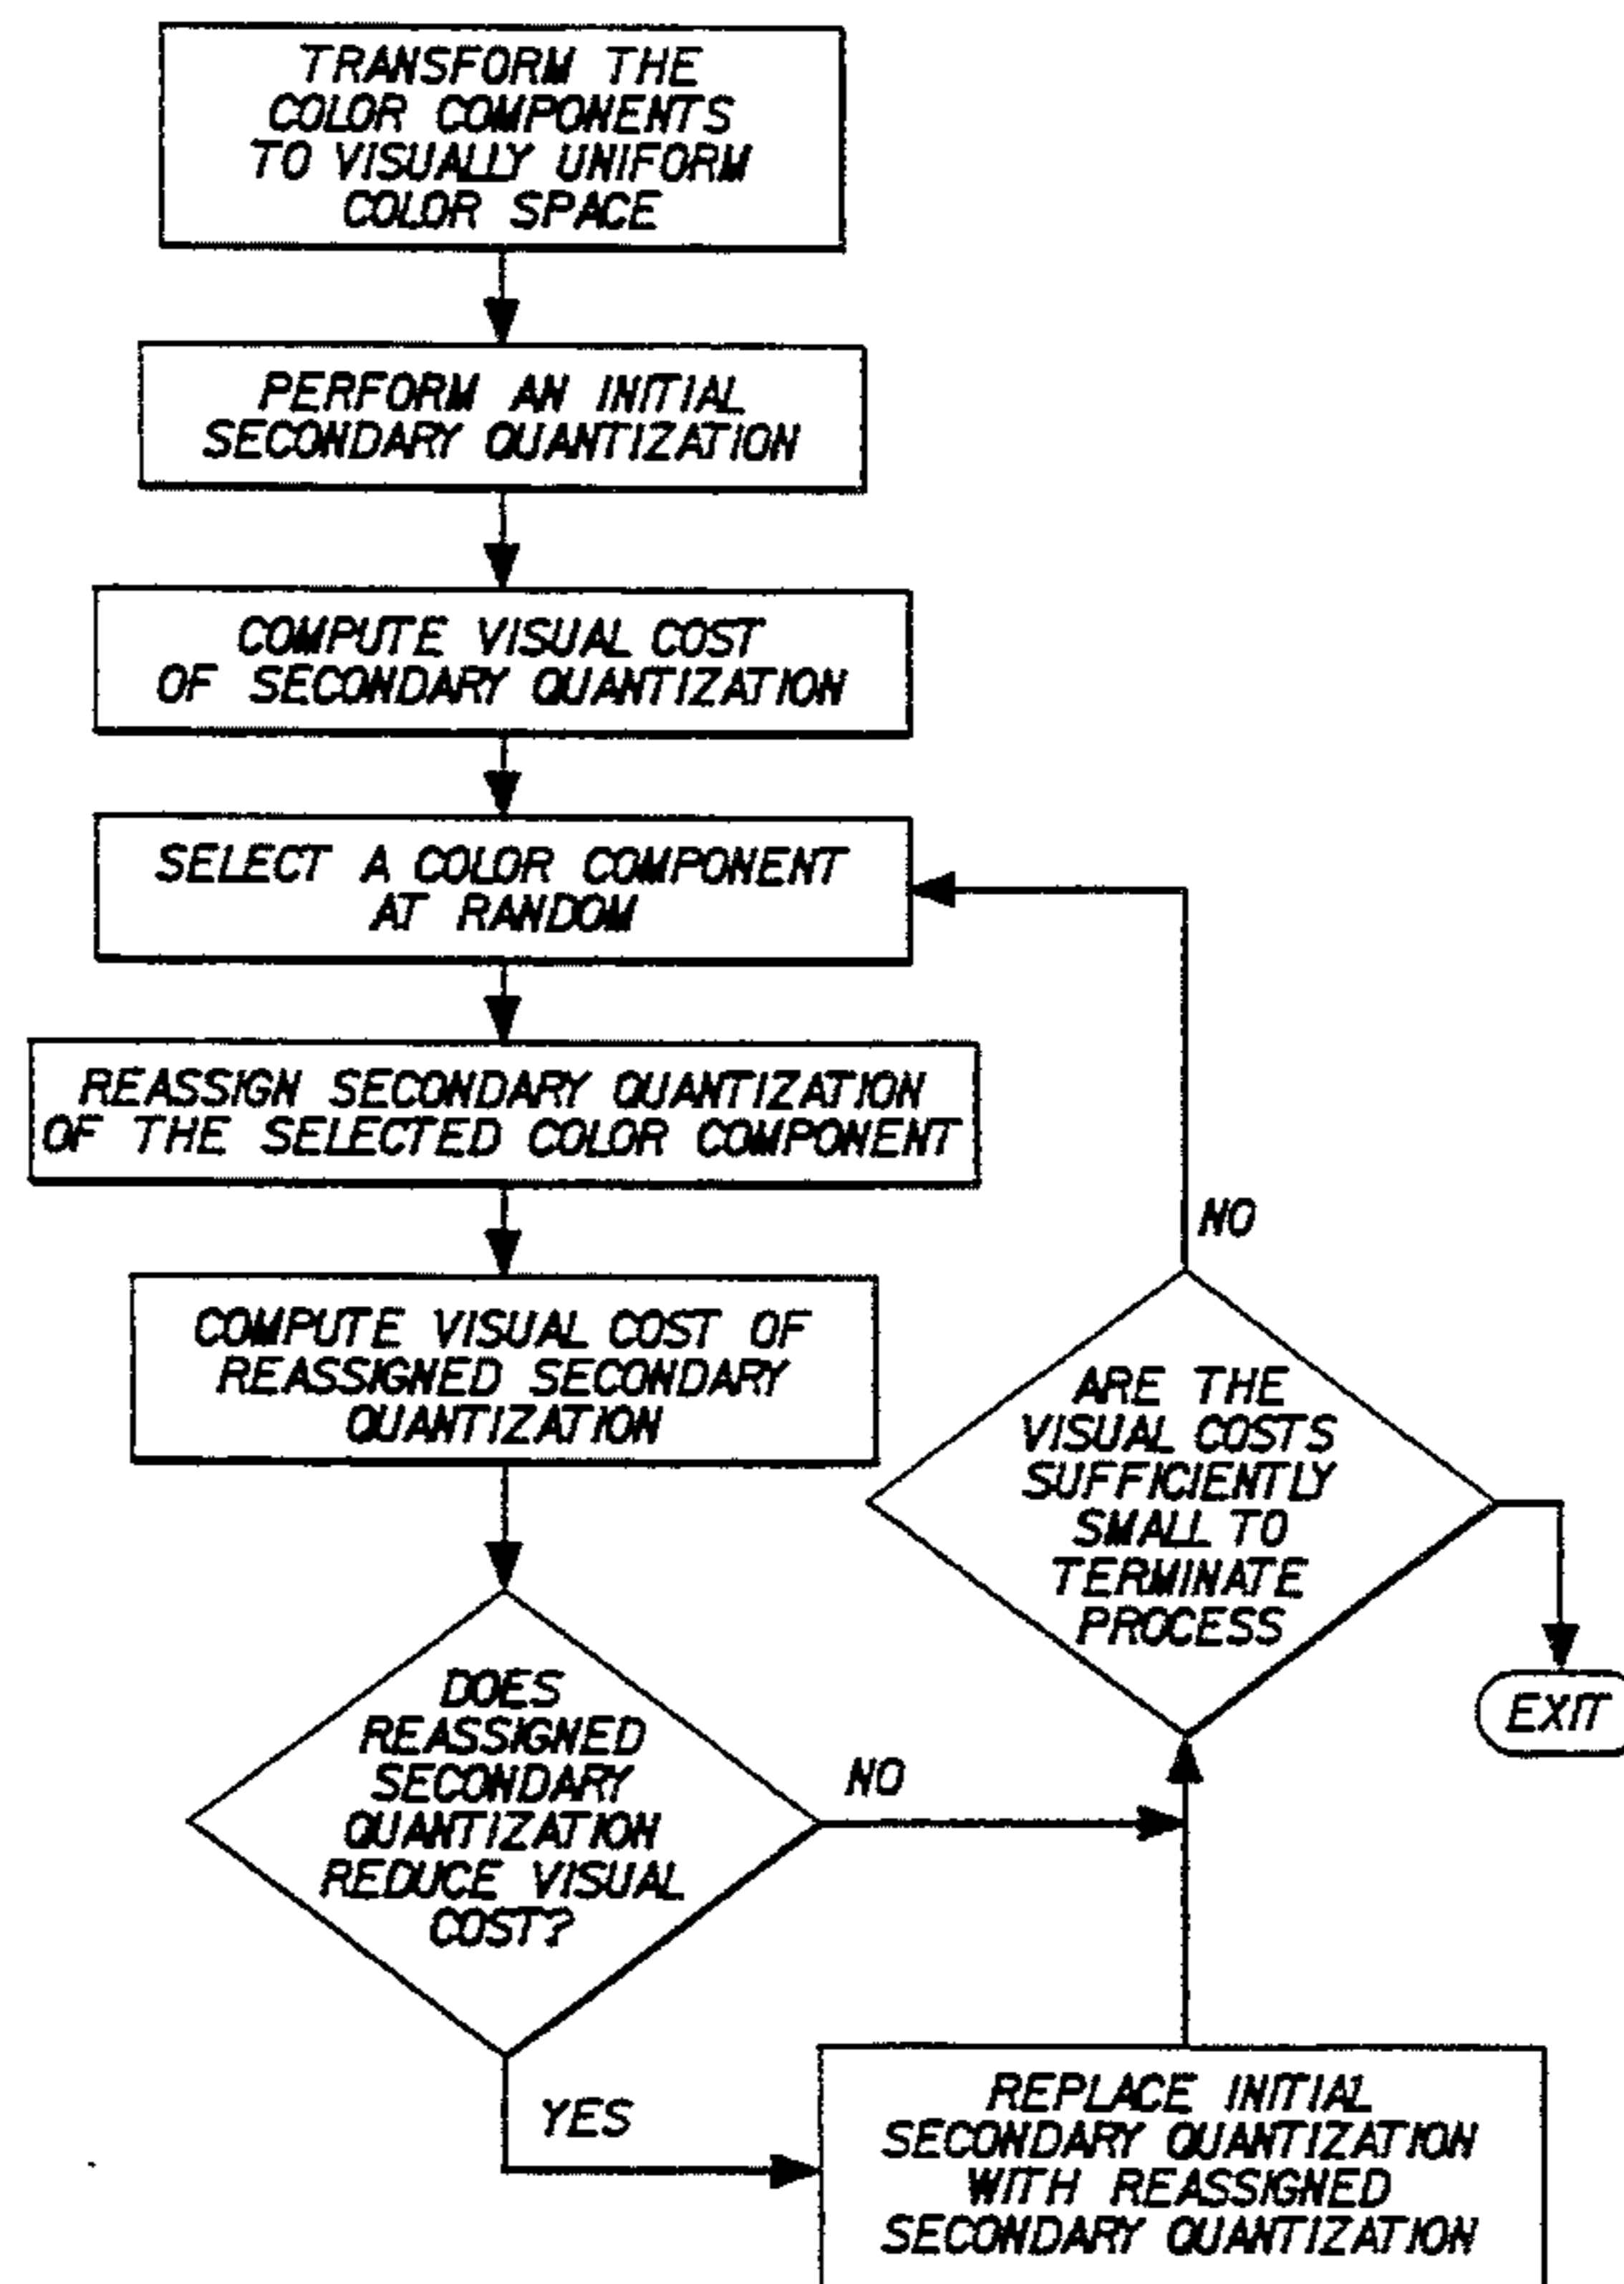 TRANSFORM THE
COLOR COMPONENTS
TO VISUALLY UNIFORM
COLOR SPACE
PERFORM AN INITIAL
SECONDARY QUANTIZATION
COMPUTE VISUAL COST
OF SECONDARY QUANTIZATION
SELECT A COLOR COMPONENT
AT RANDOM
REASSIGN SECONDARY QUANTIZATION
OF THE SELECTED COLOR COMPONENT
COMPUTE VISUAL COST OF
REASSIGNED SECONDARY
QUANTIZATION
DOES
REASSIGNED
SECONDARY
QUANTIZATION
REDUCE VISUAL
COST?
NO
YES
REPLACE INITIAL
SECONDARY QUANTIZATION
WITH REASSIGNED
SECONDARY QUANTIZATION
ARE THE
VISUAL COSTS
SUFFICIENTLY
SMALL TO
TERMINATE
PROCESS
NO
EXIT